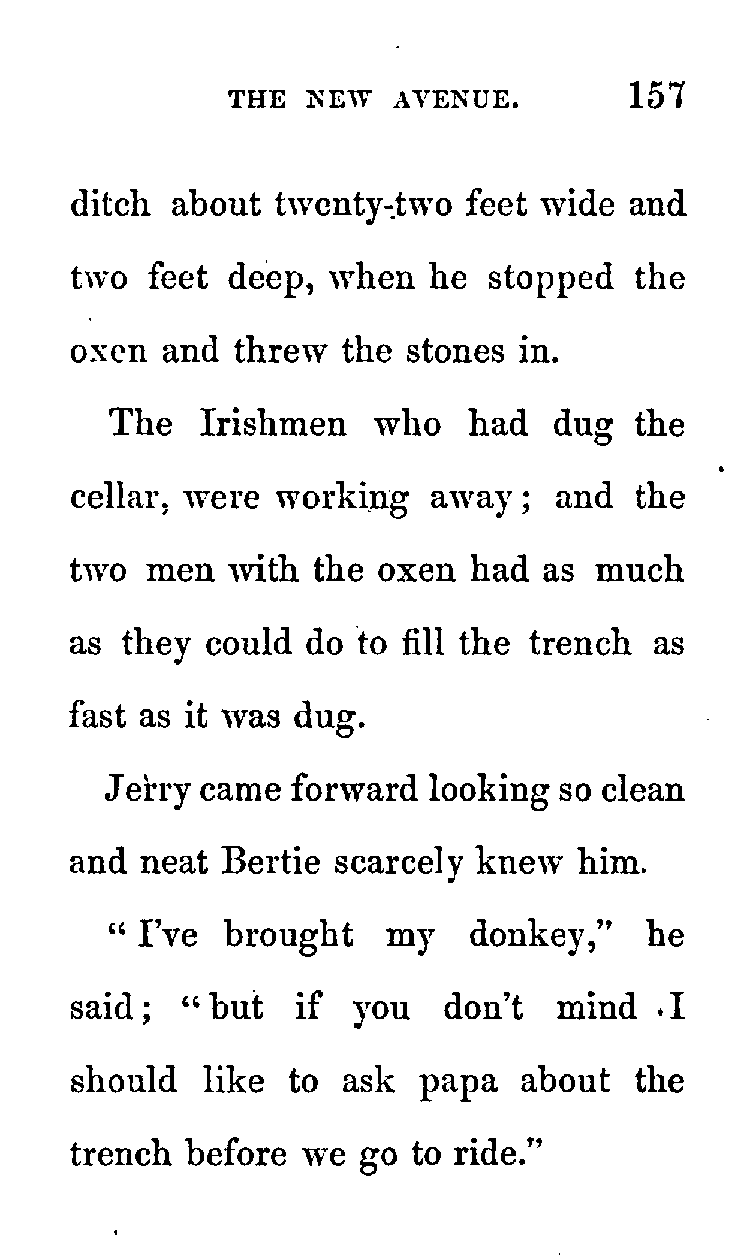 THE NEW AVENUE. 157
ditch about twenty-two feet wide and
two feet deep, when he stopped the
oxen and threw the stones in.
The Irishmen who had dug the
cellar, were working away; and the
two men with the oxen had as much
as they could do to fill the trench as
fast as it was dug.
Jerry came forward looking so clean
and neat Bertie scarcely knew him.
"I've brought my donkey," he
said; "but if you don't mind I
should like to ask papa about the
trench before we go to ride."